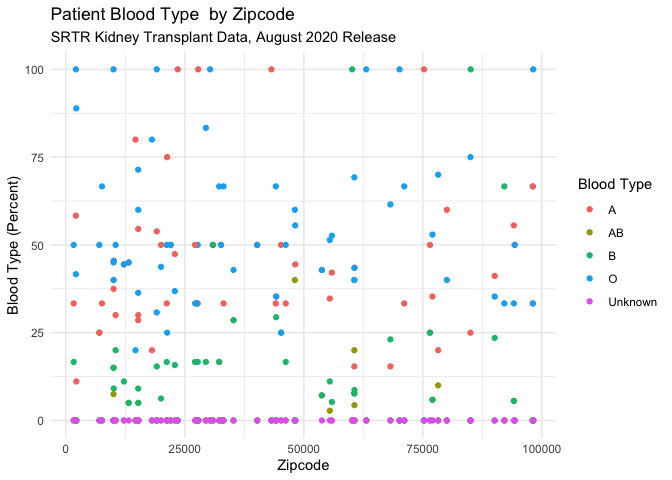 Patient Blood Type  by Zipcode
SRTR Kidney Transplant Data, August 2020 Release
Blood Type (Percent)
100
75
50
25
0
0
25000
50000
75000
100000
Zipcode
Blood Type
A
AB
B
O
Unknown